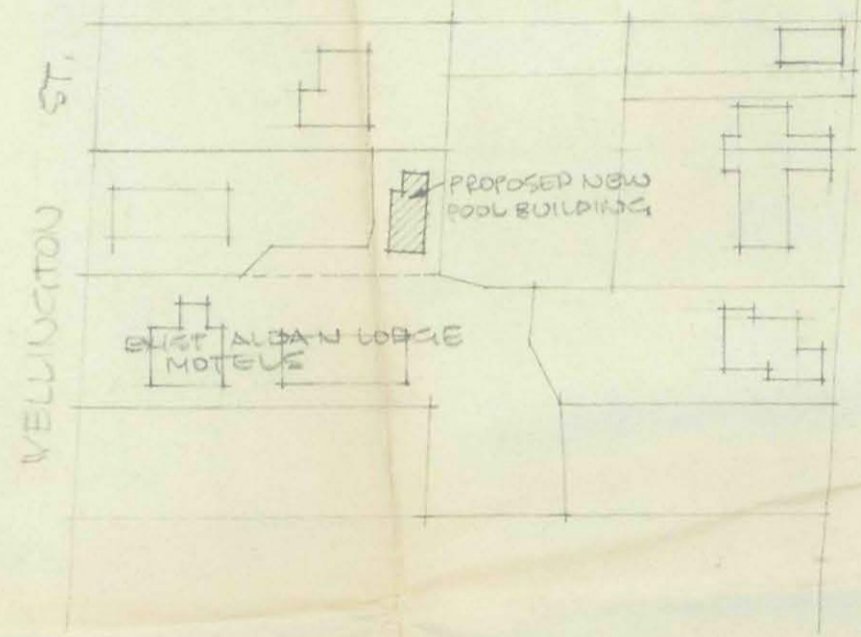 WELLINGTON ST.
PROPOSED NEW
POOL BUILDING
EXIST ALDAN LODGE
MOTELS